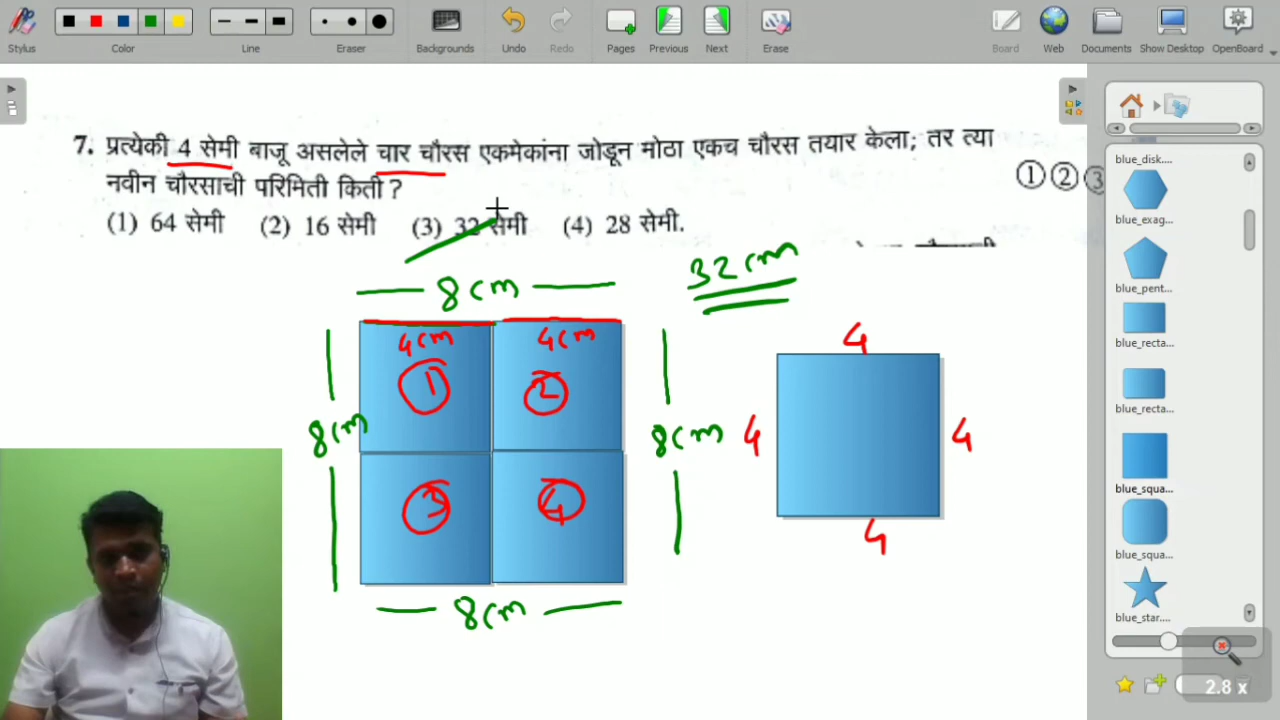 Stylus
Color
Line
Eraser
Backgrounds
Undo
Redo
Pages
Previous
Next
Erase
Board
Web
Documents
Show Desktop
OpenBoard
7. प्रत्येकी 4 सेमी बाजू असलेले चार चौरस एकमेकांना जोडून मोठा एकच चौरस तयार केला; तर त्या
नवीन चौरसाची परिमिती किती ?
① ② ③
(1) 64 सेमी (2) 16 सेमी (3) 32 सेमी (4) 28 सेमी.
8 cm
32 cm
4 cm
4 cm
①
②
③
④
8 cm
8 cm
8 cm
4
4
4
4
blue_disk...
blue_exag...
blue_pent...
blue_recta...
blue_recta...
blue_squa...
blue_squa...
blue_star....
2.8 x